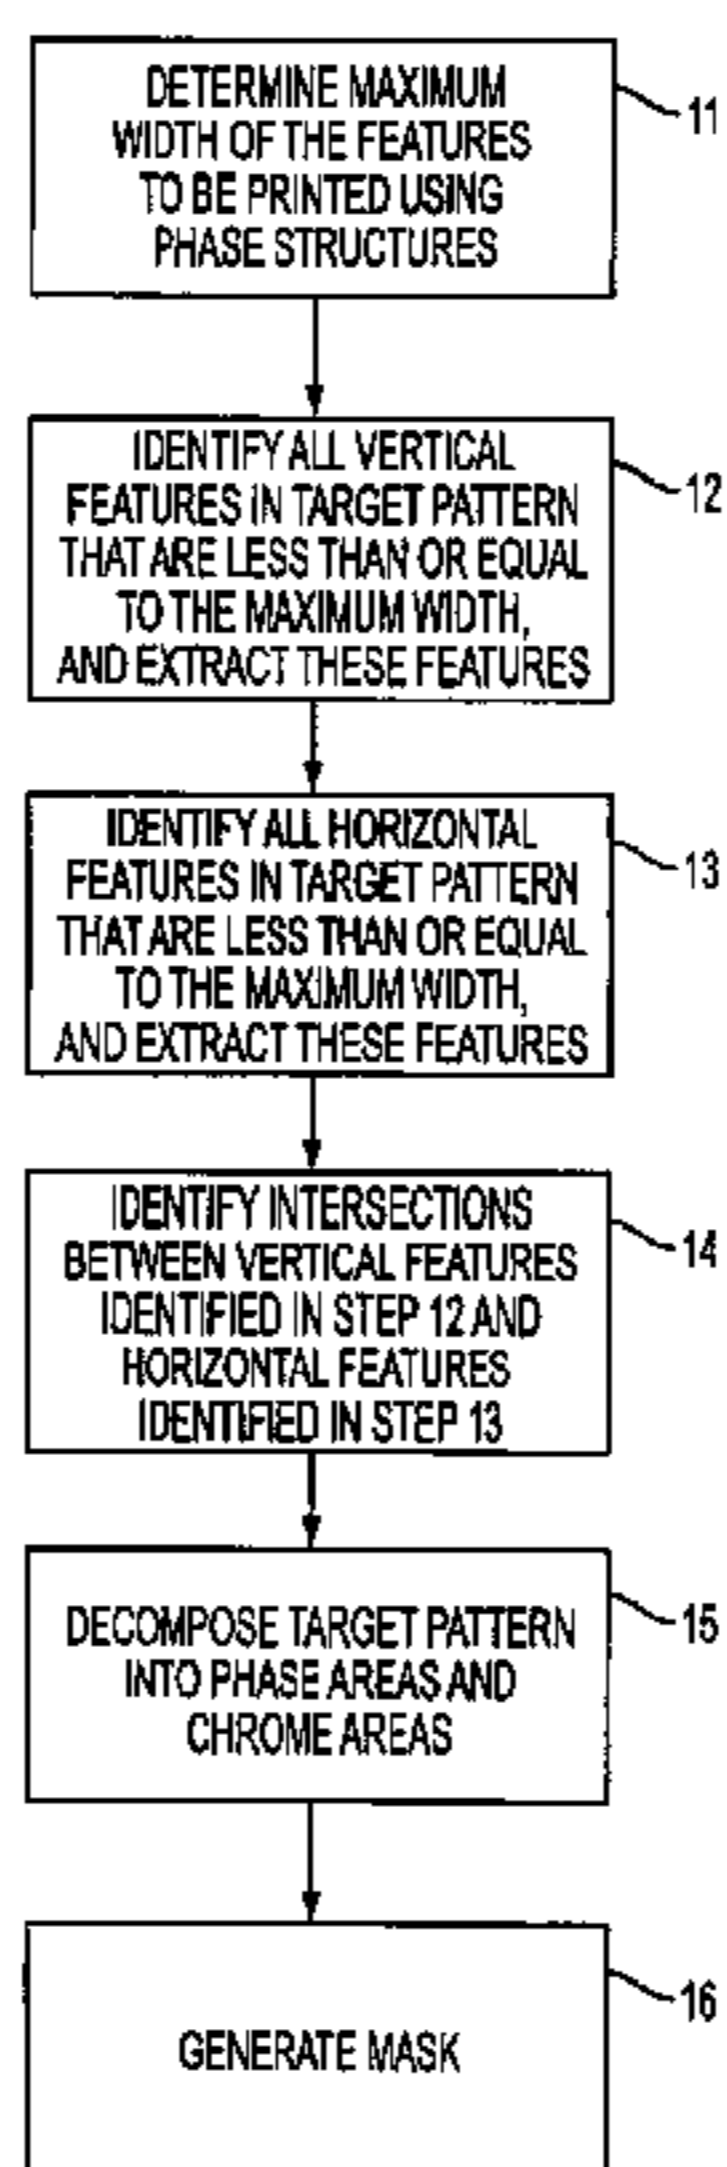 DETERMINE MAXIMUM
WIDTH OF THE FEATURES
TO BE PRINTED USING
PHASE STRUCTURES
11
IDENTIFY ALL VERTICAL
FEATURES IN TARGET PATTERN
THAT ARE LESS THAN OR EQUAL
TO THE MAXIMUM WIDTH,
AND EXTRACT THESE FEATURES
12
IDENTIFY ALL HORIZONTAL
FEATURES IN TARGET PATTERN
THAT ARE LESS THAN OR EQUAL
TO THE MAXIMUM WIDTH,
AND EXTRACT THESE FEATURES
13
IDENTIFY INTERSECTIONS
BETWEEN VERTICAL FEATURES
IDENTIFIED IN STEP 12 AND
HORIZONTAL FEATURES
IDENTIFIED IN STEP 13
14
DECOMPOSE TARGET PATTERN
INTO PHASE AREAS AND
CHROME AREAS
15
GENERATE MASK
16